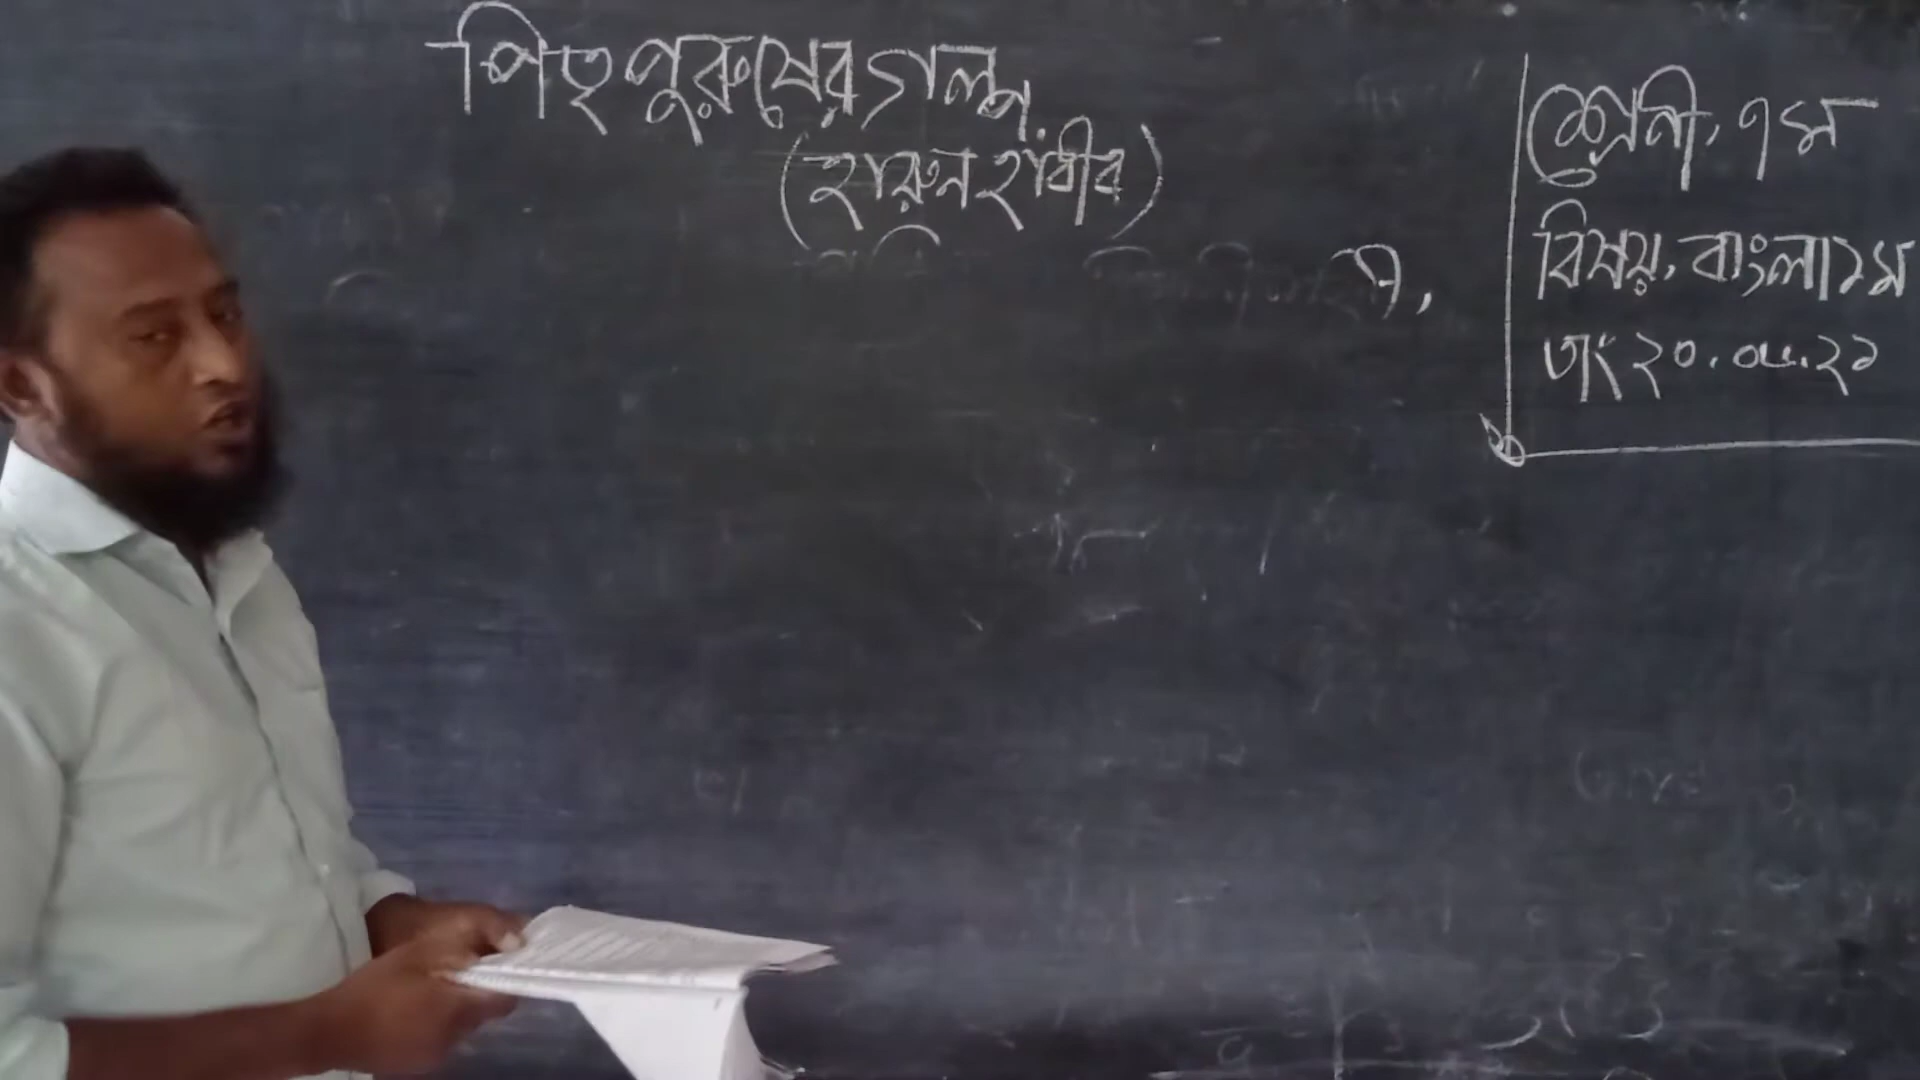 পিতৃপুরুষের গল্প.
(হারুন হাবীব)
শ্রেনী, ৭ম
বিষয়, বাংলা ১ম
তাং ২০.০৫.২১